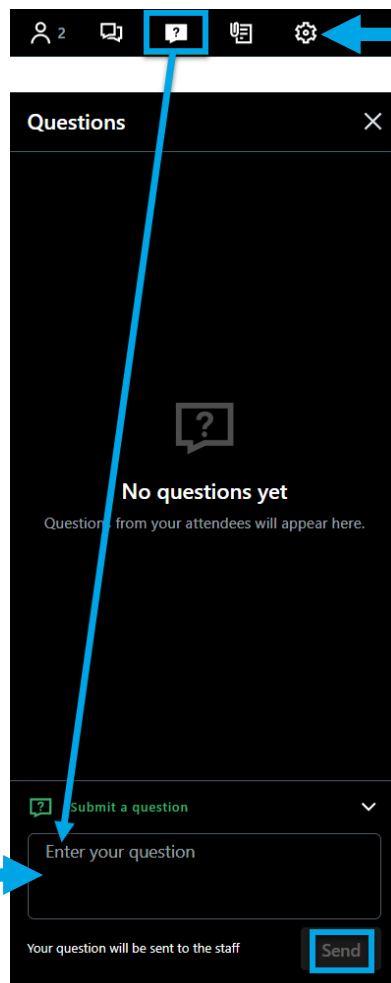 2
?
Questions
?
No questions yet
Questions from your attendees will appear here.
? Submit a question
Enter your question
Your question will be sent to the staff
Send